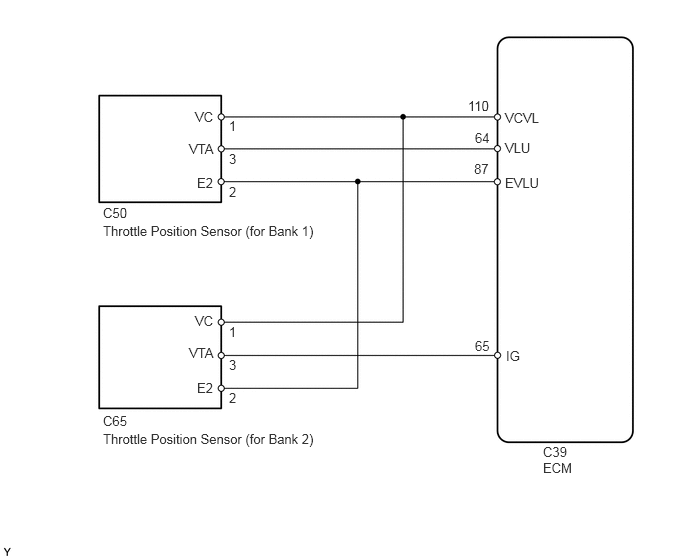 110
VC
VCVL
1
64
VTA
VLU
3
87
E2
EVLU
2
C50
Throttle Position Sensor (for Bank 1)
VC
1
65
VTA
IG
3
E2
2
C65
Throttle Position Sensor (for Bank 2)
C39
ECM
Y